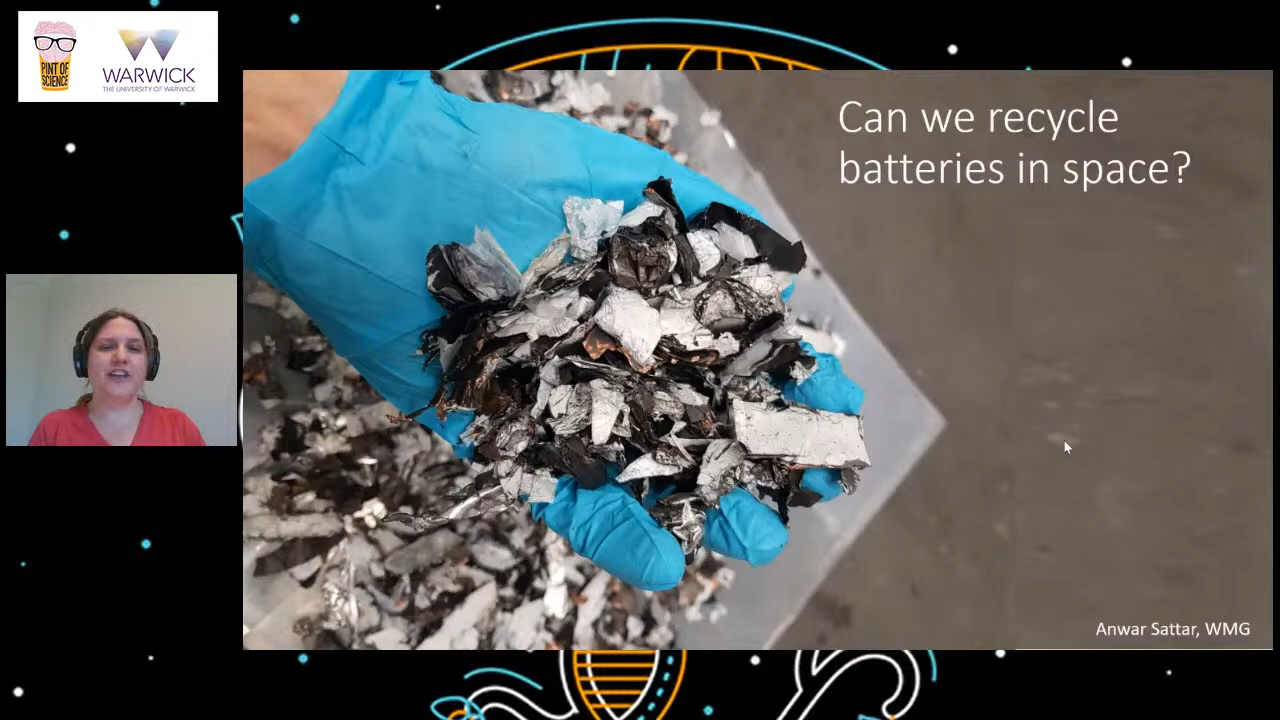 PINT OF
SCIENCE
WARWICK
THE UNIVERSITY OF WARWICK
Can we recycle
batteries in space?
Anwar Sattar, WMG